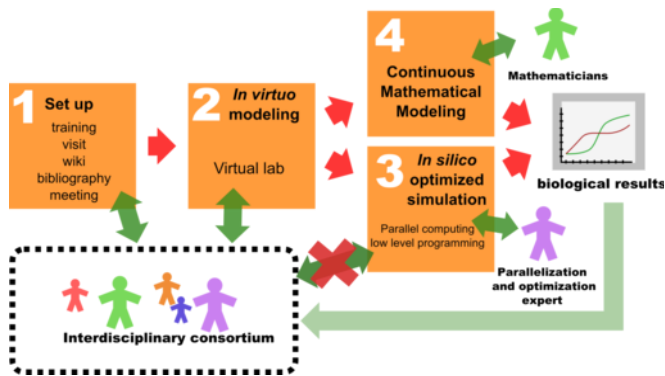 1 Set up
training
visit
wiki
bibliography
meeting
2 In virtuo
modeling
Virtual lab
4
Continuous
Mathematical
Modeling
Mathematicians
3 In silico
optimized
simulation
Parallel computing
low level programming
biological results
Parallelization
and optimization
expert
Interdisciplinary consortium